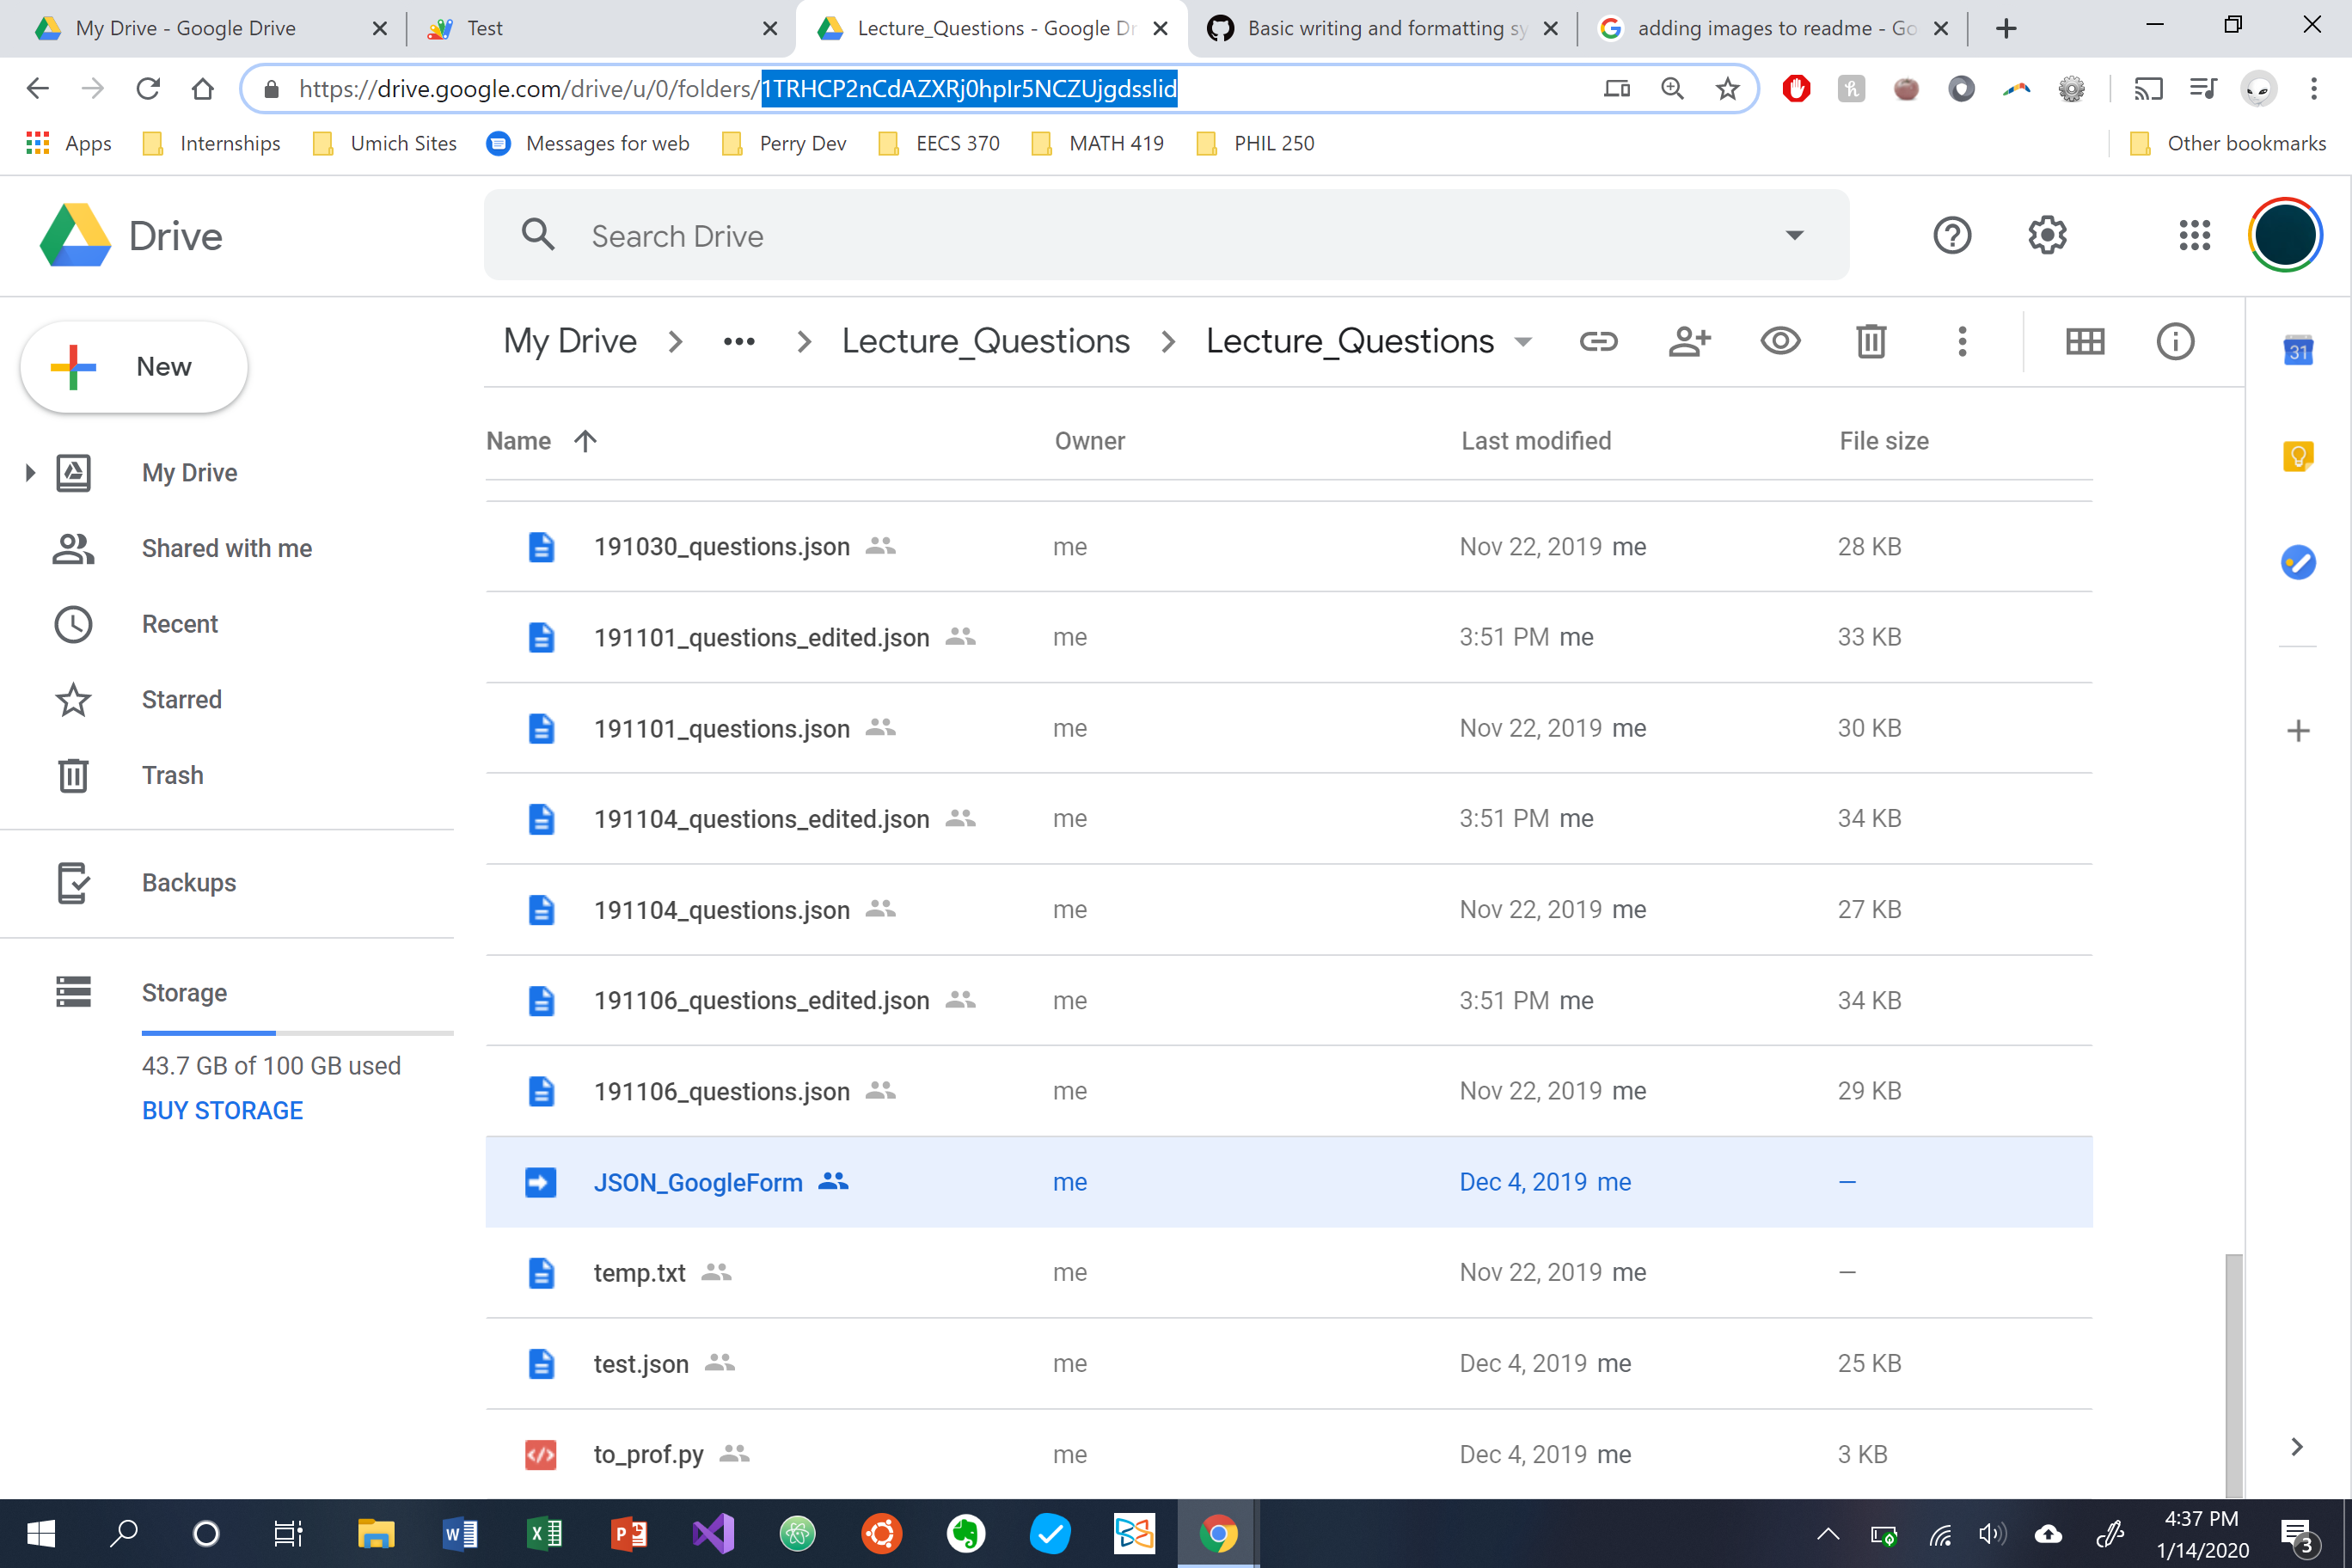 My Drive - Google Drive
Test
Lecture_Questions - Google Dr
Basic writing and formatting sy
adding images to readme - Go
https://drive.google.com/drive/u/0/folders/1TRHCP2nCdAZXRj0hpIr5NCZUjgdssIid
Apps
Internships
Umich Sites
Messages for web
Perry Dev
EECS 370
MATH 419
PHIL 250
Other bookmarks
Drive
Search Drive
New
My Drive
Shared with me
Recent
Starred
Trash
Backups
Storage
43.7 GB of 100 GB used
BUY STORAGE
My Drive > ••• > Lecture_Questions > Lecture_Questions
Name Owner Last modified File size
191030_questions.json me Nov 22, 2019 me 28 KB
191101_questions_edited.json me 3:51 PM me 33 KB
191101_questions.json me Nov 22, 2019 me 30 KB
191104_questions_edited.json me 3:51 PM me 34 KB
191104_questions.json me Nov 22, 2019 me 27 KB
191106_questions_edited.json me 3:51 PM me 34 KB
191106_questions.json me Nov 22, 2019 me 29 KB
JSON_GoogleForm me Dec 4, 2019 me —
temp.txt me Nov 22, 2019 me —
test.json me Dec 4, 2019 me 25 KB
to_prof.py me Dec 4, 2019 me 3 KB
31
4:37 PM
1/14/2020
3